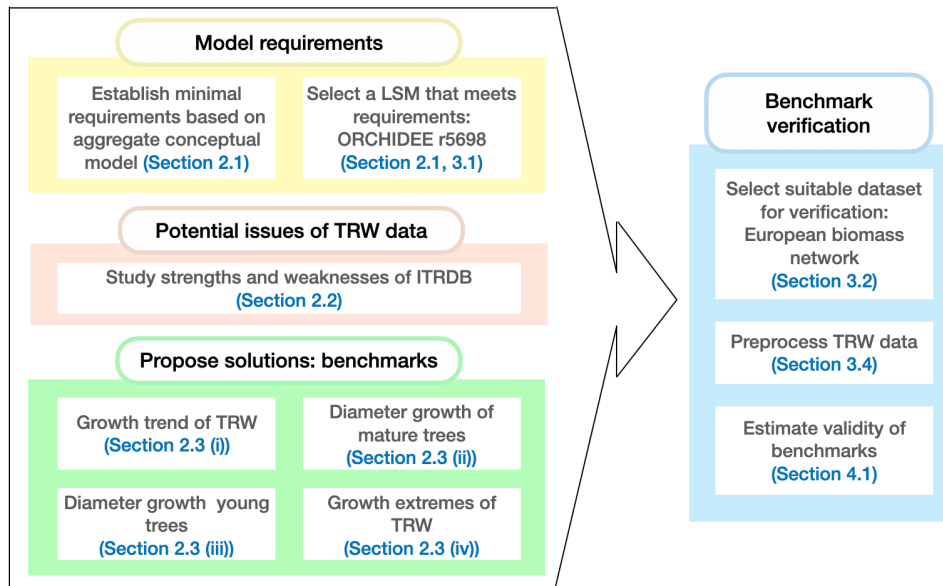 Model requirements
Establish minimal
requirements based on
aggregate conceptual
model (Section 2.1)
Select a LSM that meets
requirements:
ORCHIDEE r5698
(Section 2.1, 3.1)
Potential issues of TRW data
Study strengths and weaknesses of ITRDB
(Section 2.2)
Propose solutions: benchmarks
Growth trend of TRW
(Section 2.3 (i))
Diameter growth of
mature trees
(Section 2.3 (ii))
Diameter growth young
trees
(Section 2.3 (iii))
Growth extremes of
TRW
(Section 2.3 (iv))
Benchmark
verification
Select suitable dataset
for verification:
European biomass
network
(Section 3.2)
Preprocess TRW data
(Section 3.4)
Estimate validity of
benchmarks
(Section 4.1)